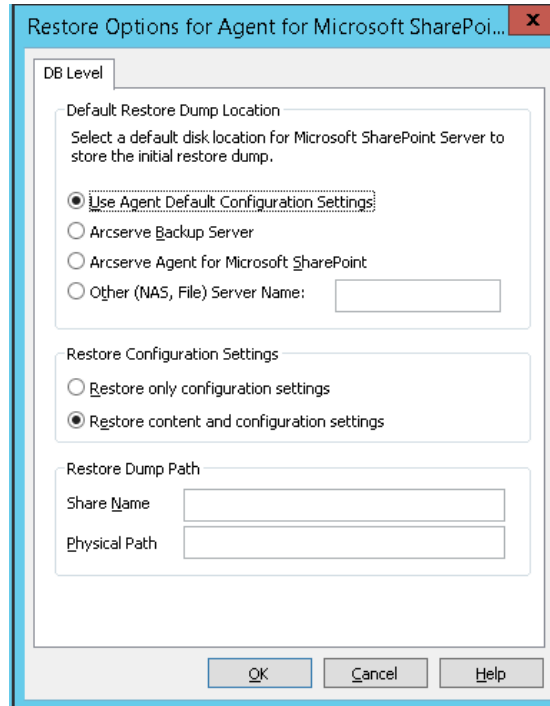 Restore Options for Agent for Microsoft SharePoi...
x
DB Level
Default Restore Dump Location
Select a default disk location for Microsoft SharePoint Server to
store the initial restore dump.
Use Agent Default Configuration Settings
Arcserve Backup Server
Arcserve Agent for Microsoft SharePoint
Other (NAS, File) Server Name:
Restore Configuration Settings
Restore only configuration settings
Restore content and configuration settings
Restore Dump Path
Share Name
Physical Path
OK Cancel Help